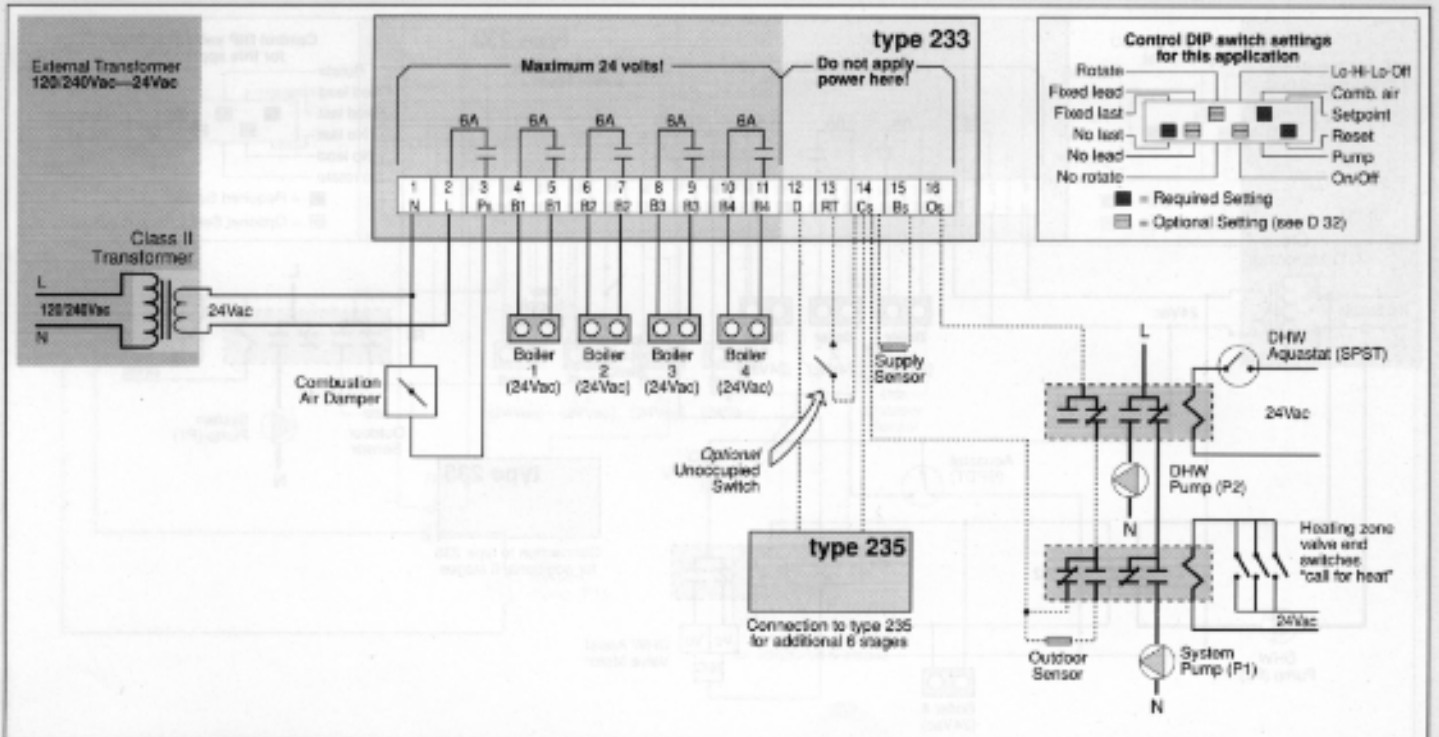 External Transformer
120/240Vac—24Vac
Class II
Transformer
L
120/240Vac
N
24Vac
type 233
Maximum 24 volts!
Do not apply
power here!
6A 6A 6A 6A 6A
1 2 3 4 5 6 7 8 9 10 11 12 13 14 15 16
N L B1 B1 B2 B2 B3 B3 B4 B4 D RT Cs Bs Os
Combustion
Air Damper
Boiler
1
(24Vac)
Boiler
2
(24Vac)
Boiler
3
(24Vac)
Boiler
4
(24Vac)
Supply
Sensor
Optional
Unoccupied
Switch
type 235
Connection to type 235
for additional 6 stages
Control DIP switch settings
for this application
Rotate
Fixed lead
Fixed last
No last
No lead
No rotate
Lo-Hi-Lo-Off
Comb. air
Setpoint
Reset
Pump
On/Off
= Required Setting
= Optional Setting (see D 32)
L
DHW
Aquastat (SPST)
24Vac
DHW
Pump (P2)
N
Heating zone
valve end
switches
"call for heat"
24Vac
Outdoor
Sensor
System
Pump (P1)
N